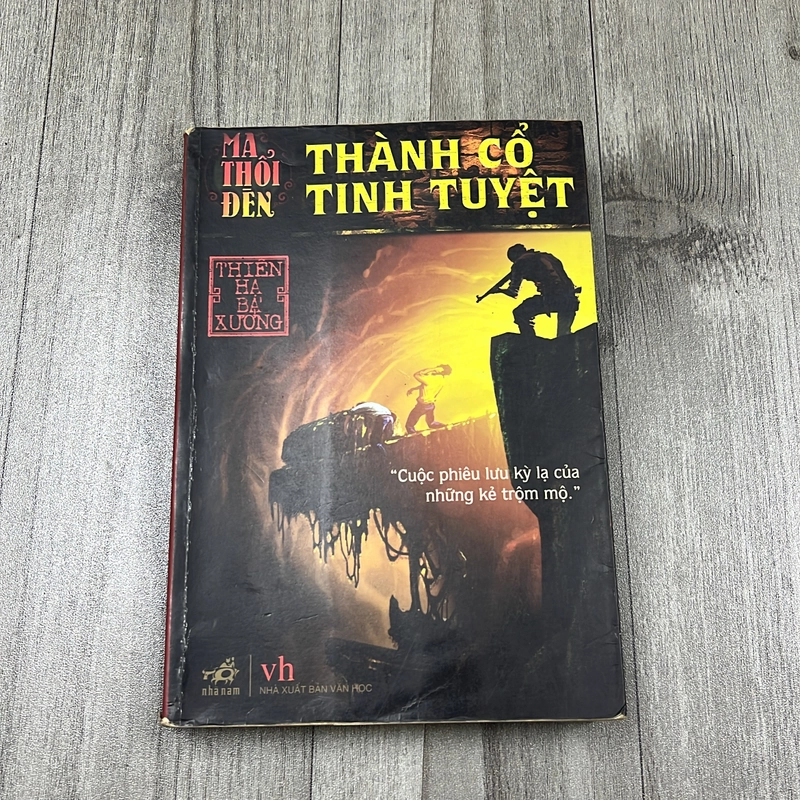 MA
THỔI
ĐÈN
THÀNH CỔ
TINH TUYỆT
THIÊN
HẠ
BÁ
XƯỚNG
“Cuộc phiêu lưu kỳ lạ của
những kẻ trộm mộ.”
nhã nam
vh
NHÀ XUẤT BẢN VĂN HỌC